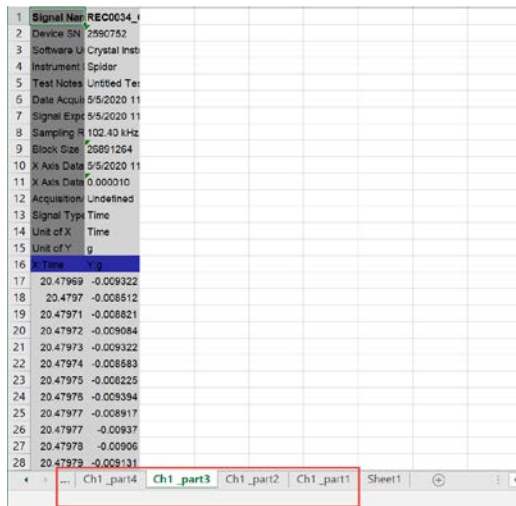 1 Signal Nar REC0034_(
2 Device SN 2590752
3 Software U Crystal Inst
4 Instrument Spider
5 Test Notes Untitled Tes
6 Date Acqui 5/5/2020 11
7 Signal Expo 5/5/2020 11
8 Sampling R 102.40 kHz
9 Block Size 26891264
10 X Axis Data 5/5/2020 11
11 X Axis Data 0.000010
12 Acquisition/ Undefined
13 Signal Type Time
14 Unit of X Time
15 Unit of Y g
16 X:Time Y:g
17 20.47969 -0.009322
18 20.4797 -0.008512
19 20.47971 -0.008821
20 20.47972 -0.009084
21 20.47973 -0.009322
22 20.47974 -0.008583
23 20.47975 -0.008225
24 20.47976 -0.009394
25 20.47977 -0.008917
26 20.47977 -0.00937
27 20.47978 -0.00906
28 20.47979 -0.009131
... Ch1_part4 Ch1_part3 Ch1_part2 Ch1_part1 Sheet1